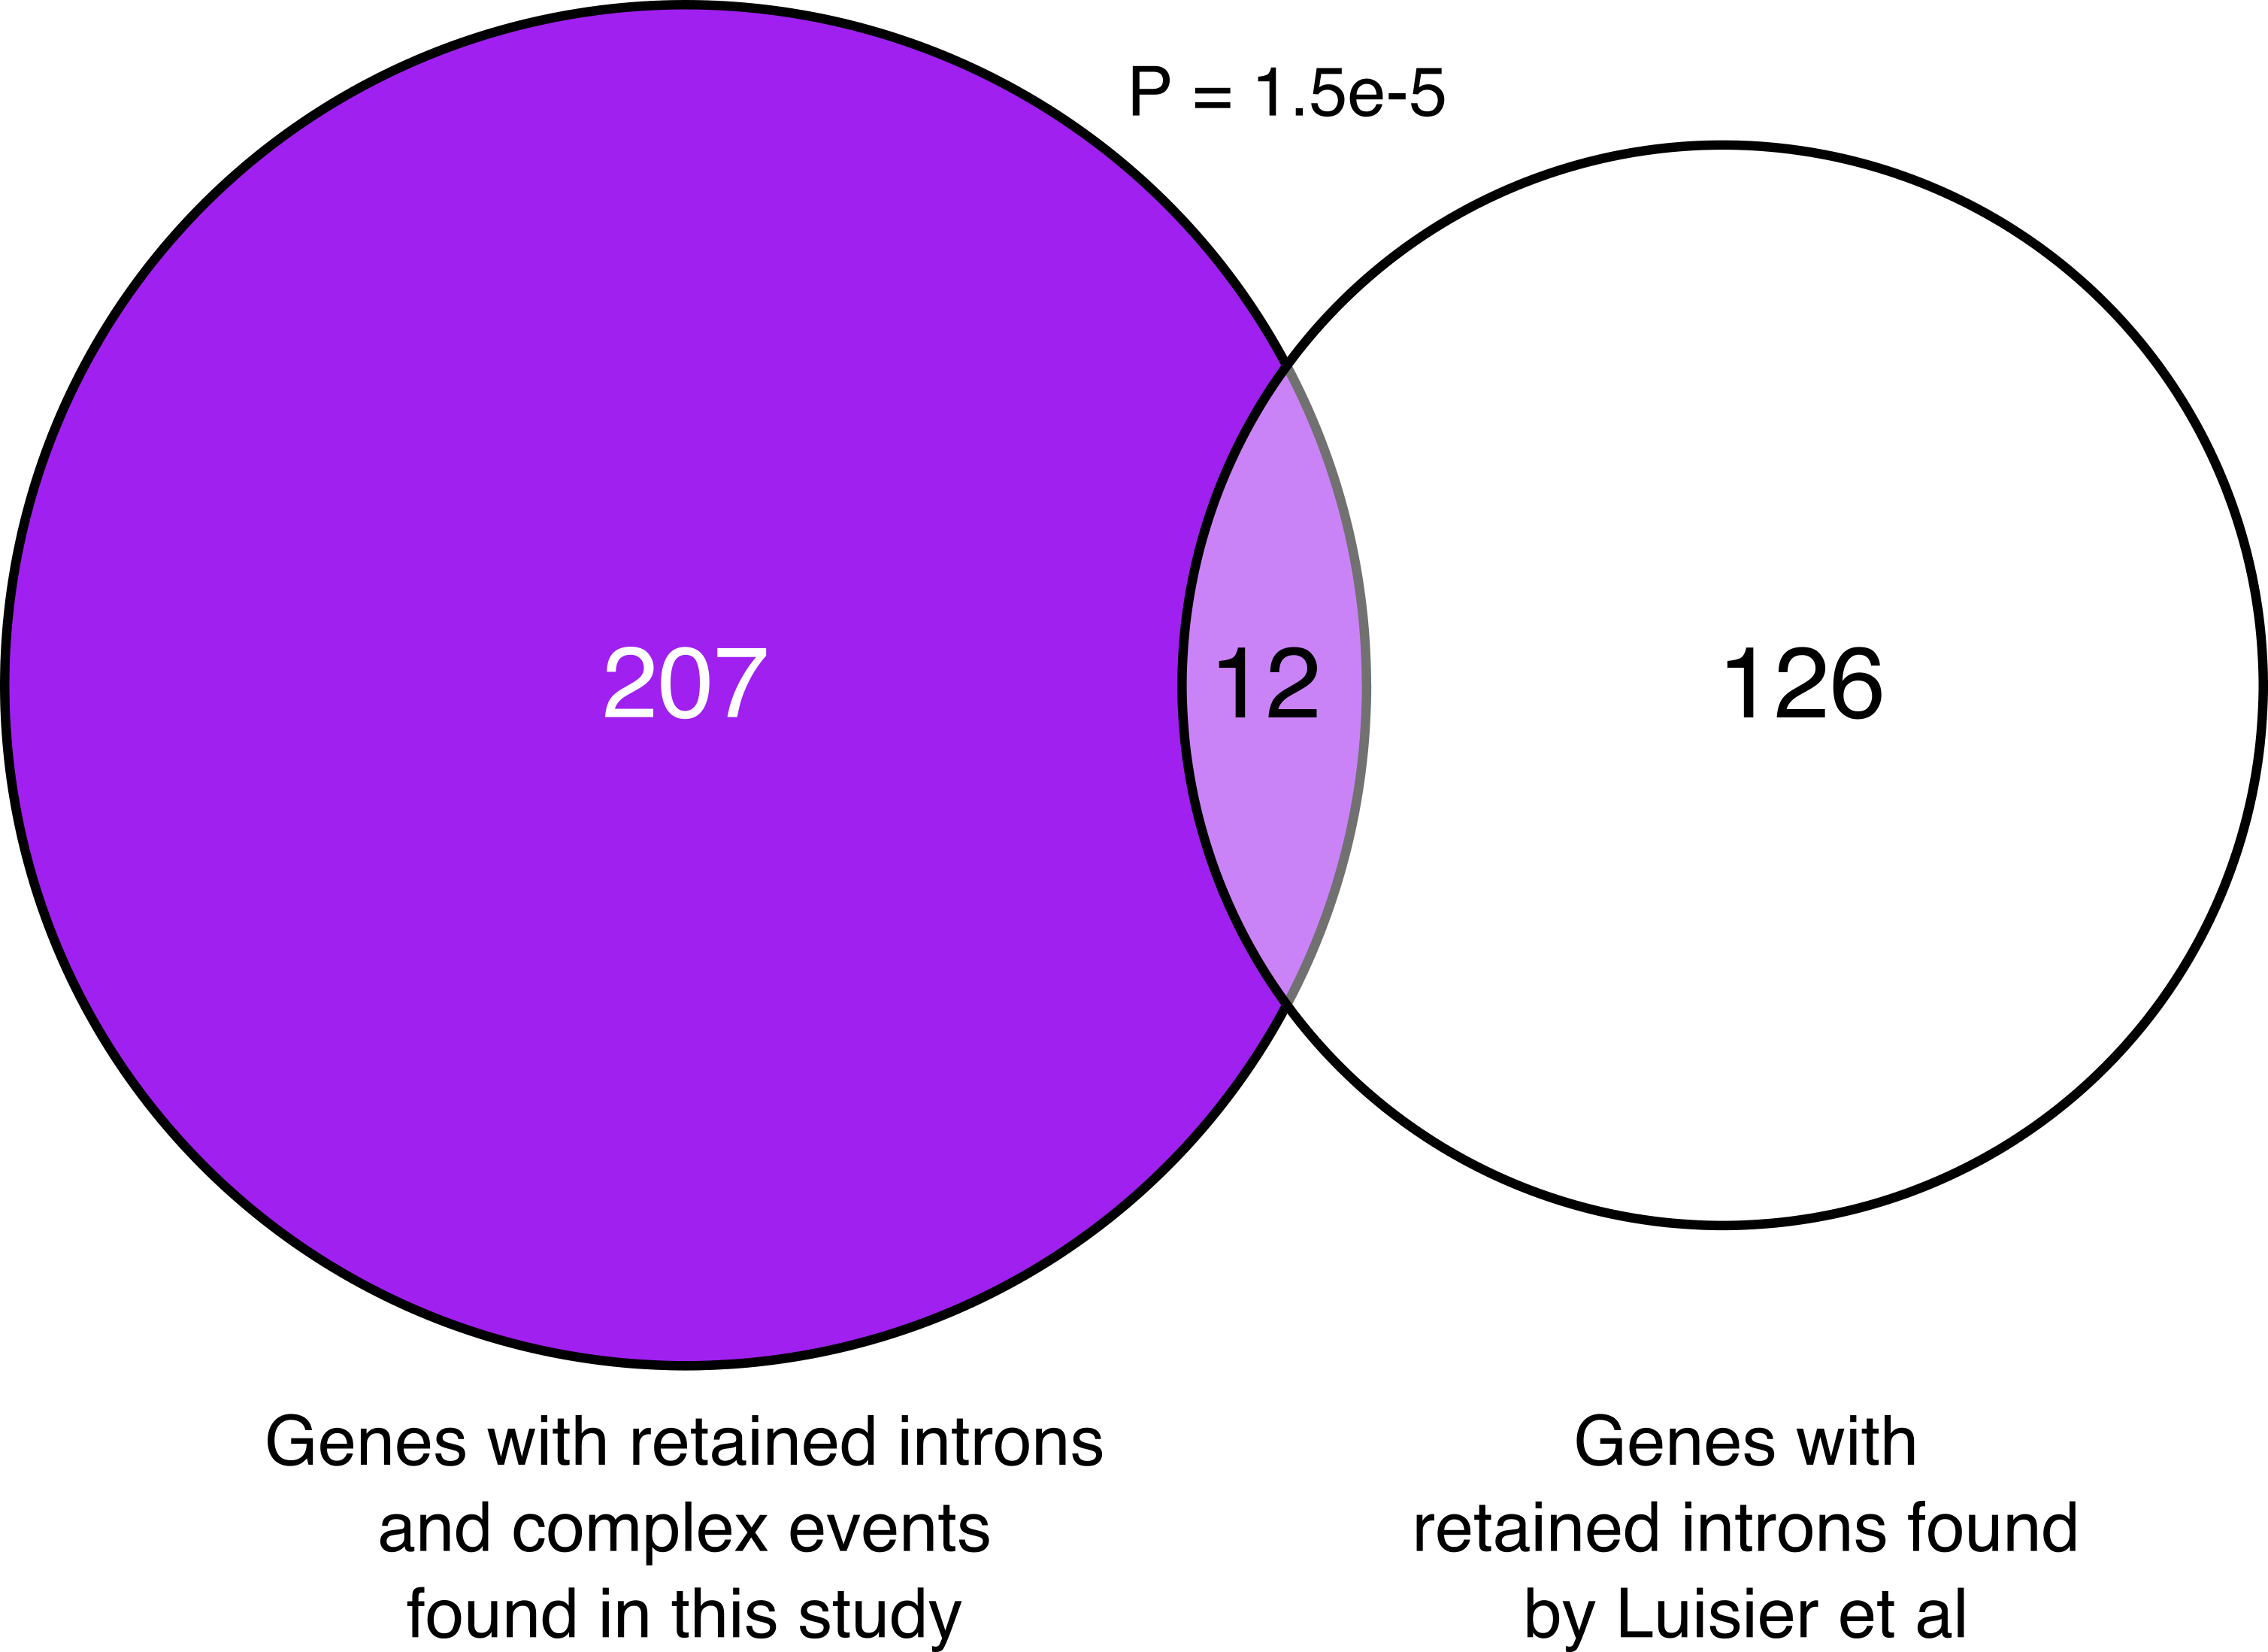 P = 1.5e-5
207
12
126
Genes with retained introns
and complex events
found in this study
Genes with
retained introns found
by Luisier et al